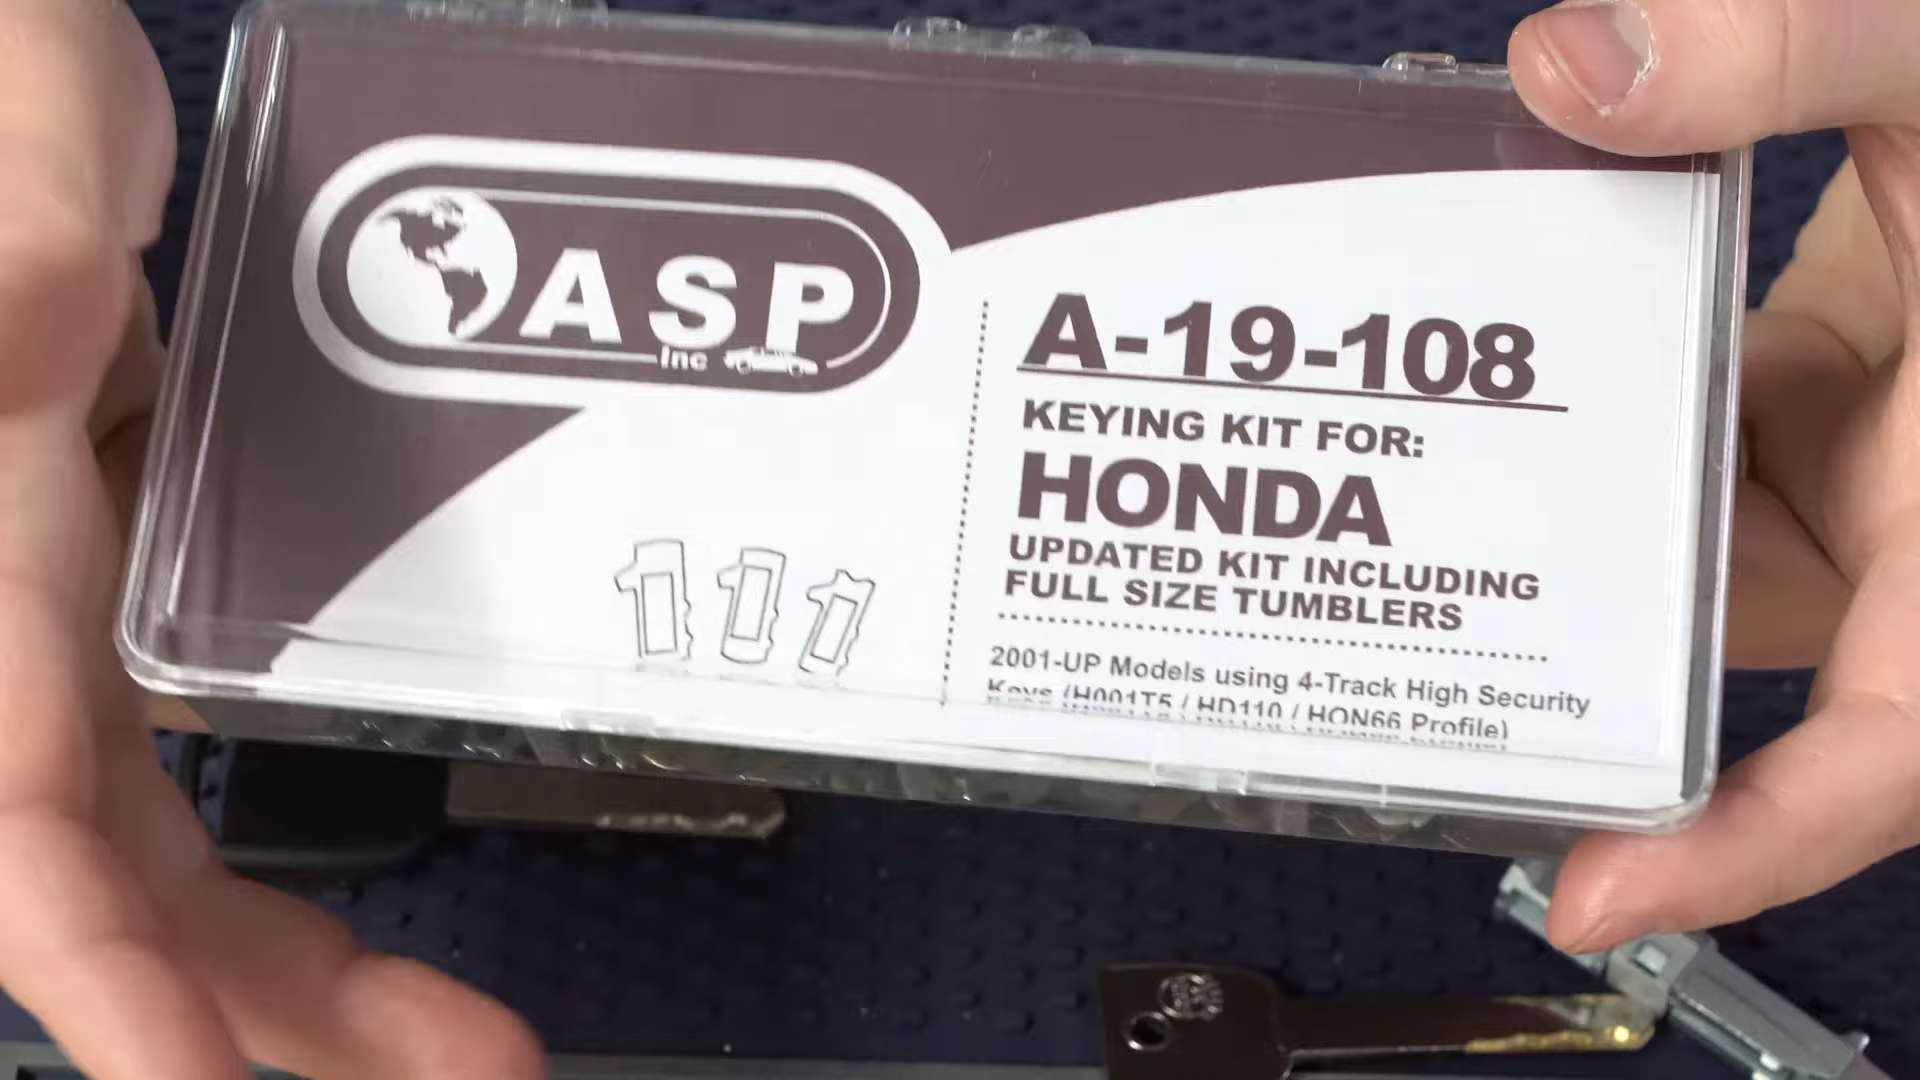 ASP
Inc
A-19-108
KEYING KIT FOR:
HONDA
UPDATED KIT INCLUDING
FULL SIZE TUMBLERS
2001-UP Models using 4-Track High Security
Keys (H001T5 / HD110 / HON66 Profile)